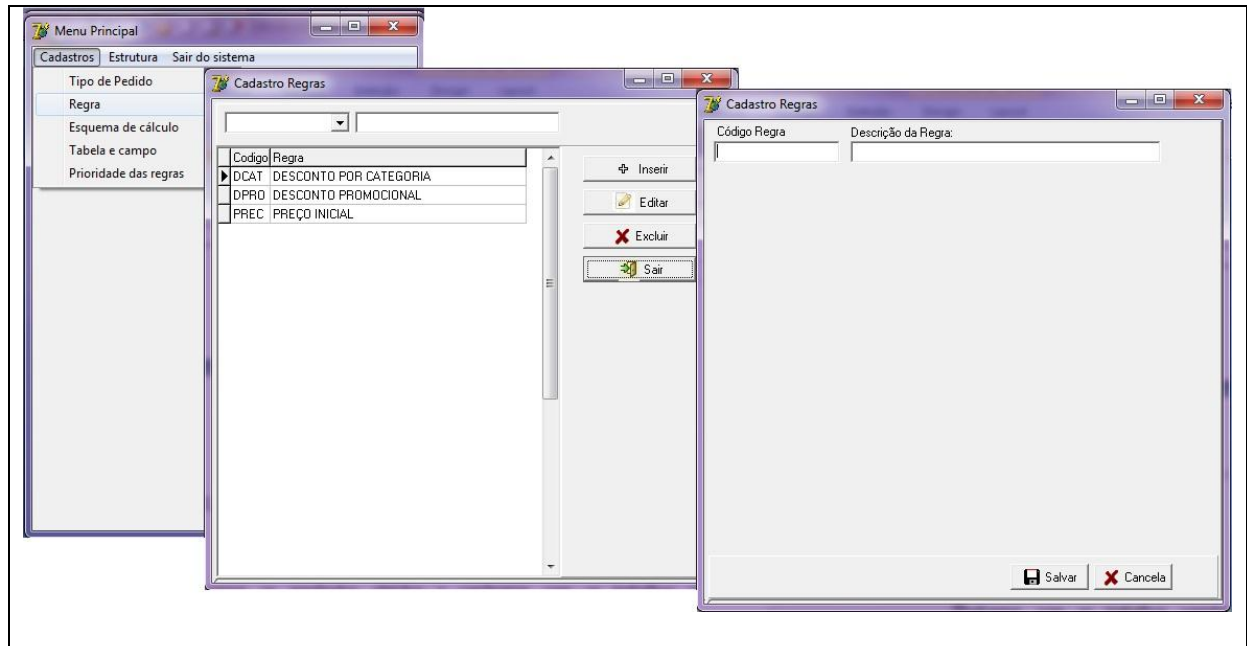 Menu Principal
Cadastros Estrutura Sair do sistema
Tipo de Pedido
Regra
Esquema de cálculo
Tabela e campo
Prioridade das regras
Cadastro Regras
Codigo Regra
DCAT DESCONTO POR CATEGORIA
DPRO DESCONTO PROMOCIONAL
PREC PREÇO INICIAL
Inserir
Editar
Excluir
Sair
Cadastro Regras
Código Regra Descrição da Regra:
Salvar Cancela